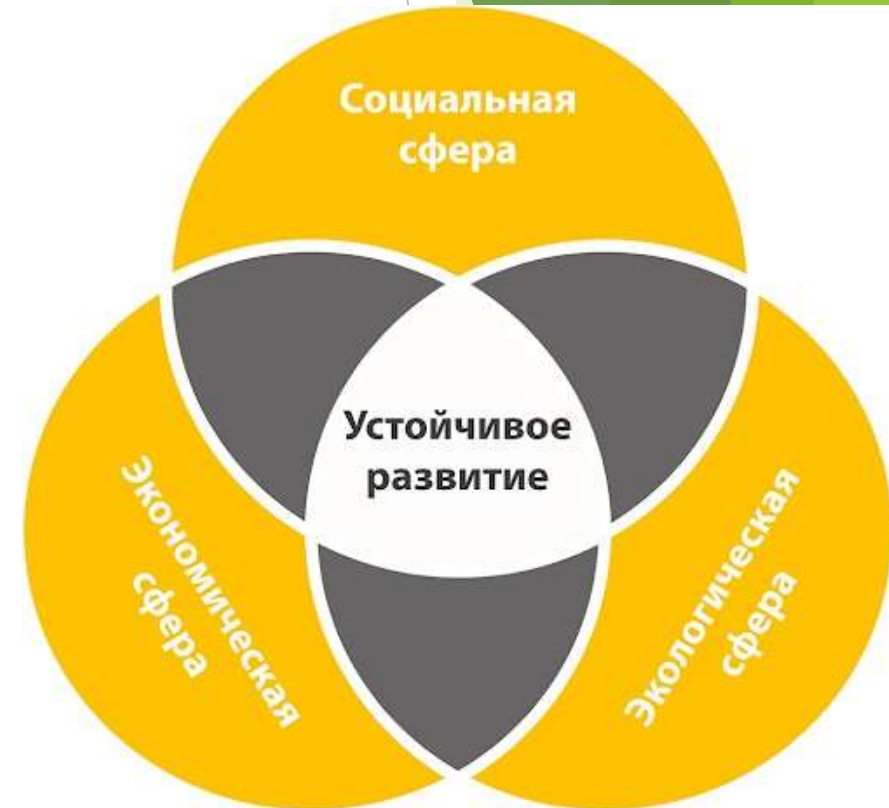 Социальная
сфера
Устойчивое
развитие
Экономическая
сфера
Экологическая
сфера